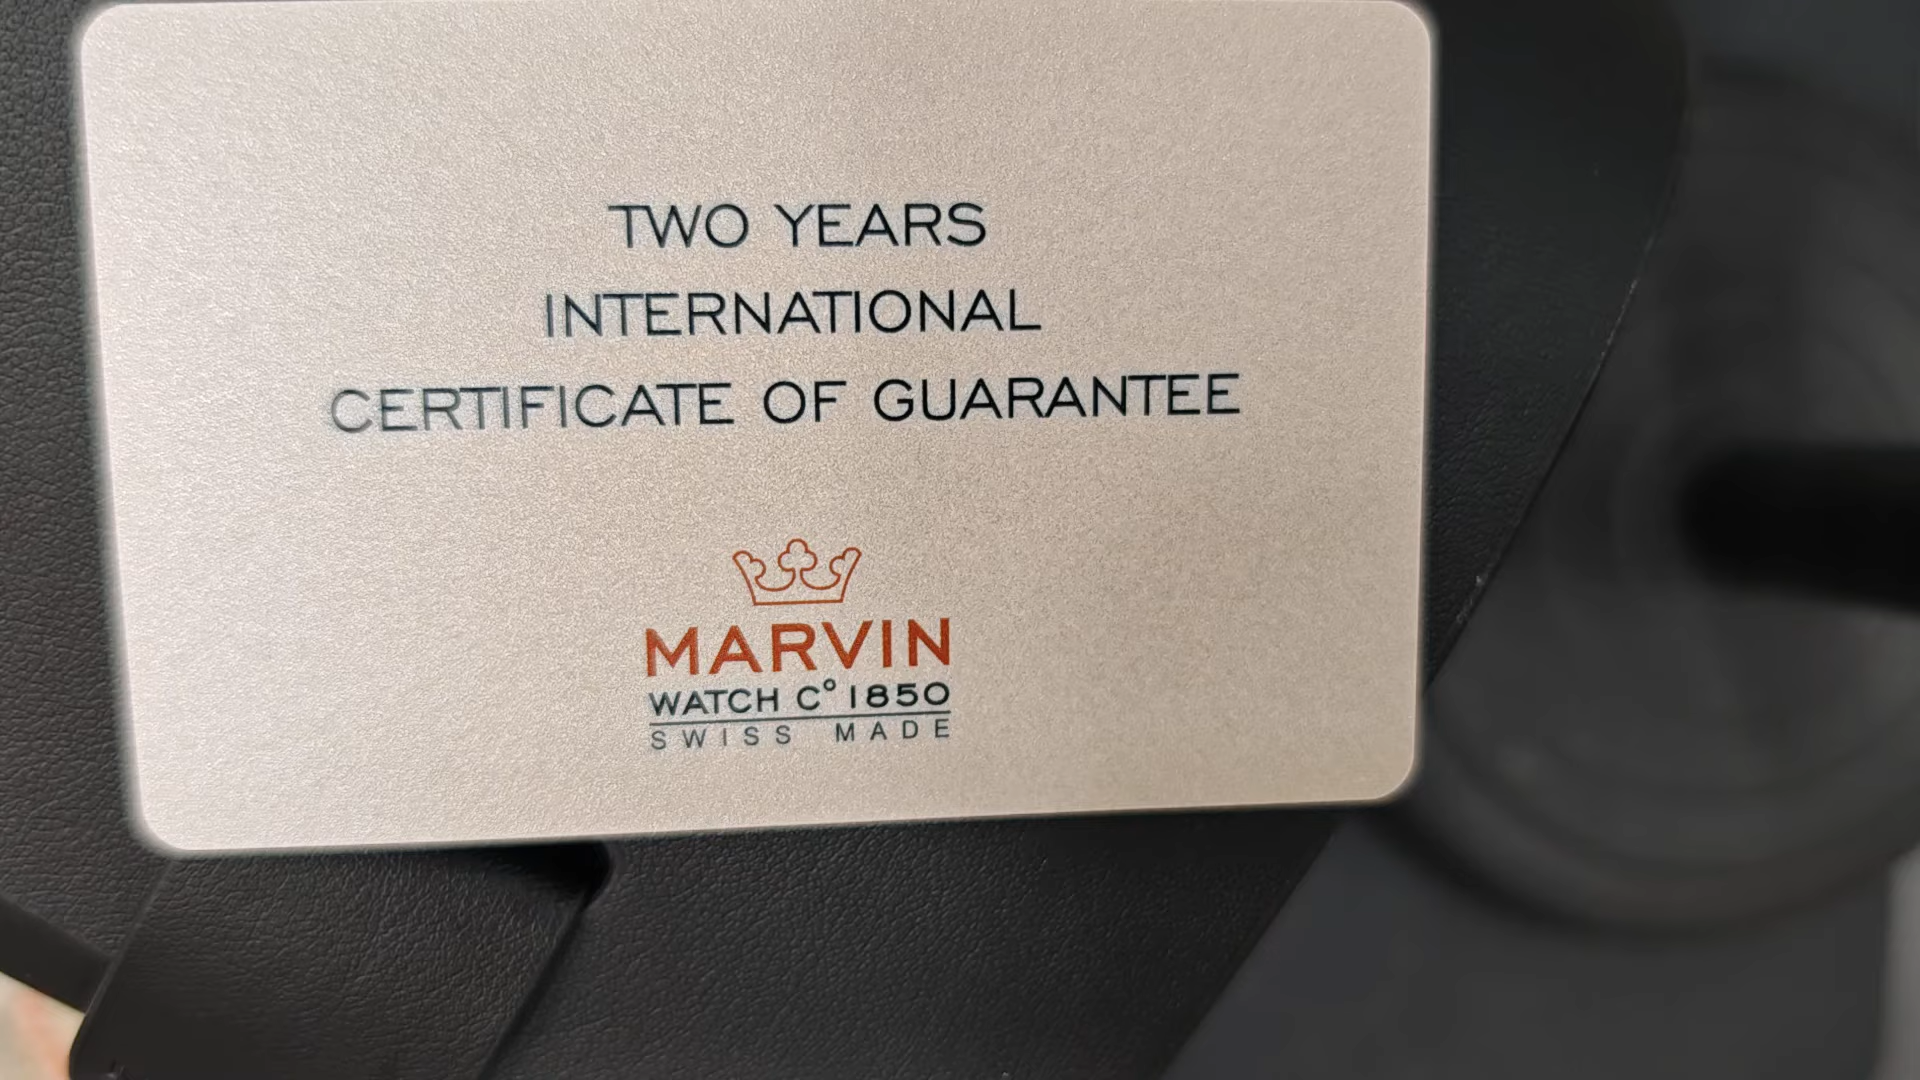 TWO YEARS
INTERNATIONAL
CERTIFICATE OF GUARANTEE
MARVIN
WATCH C° 1850
SWISS MADE